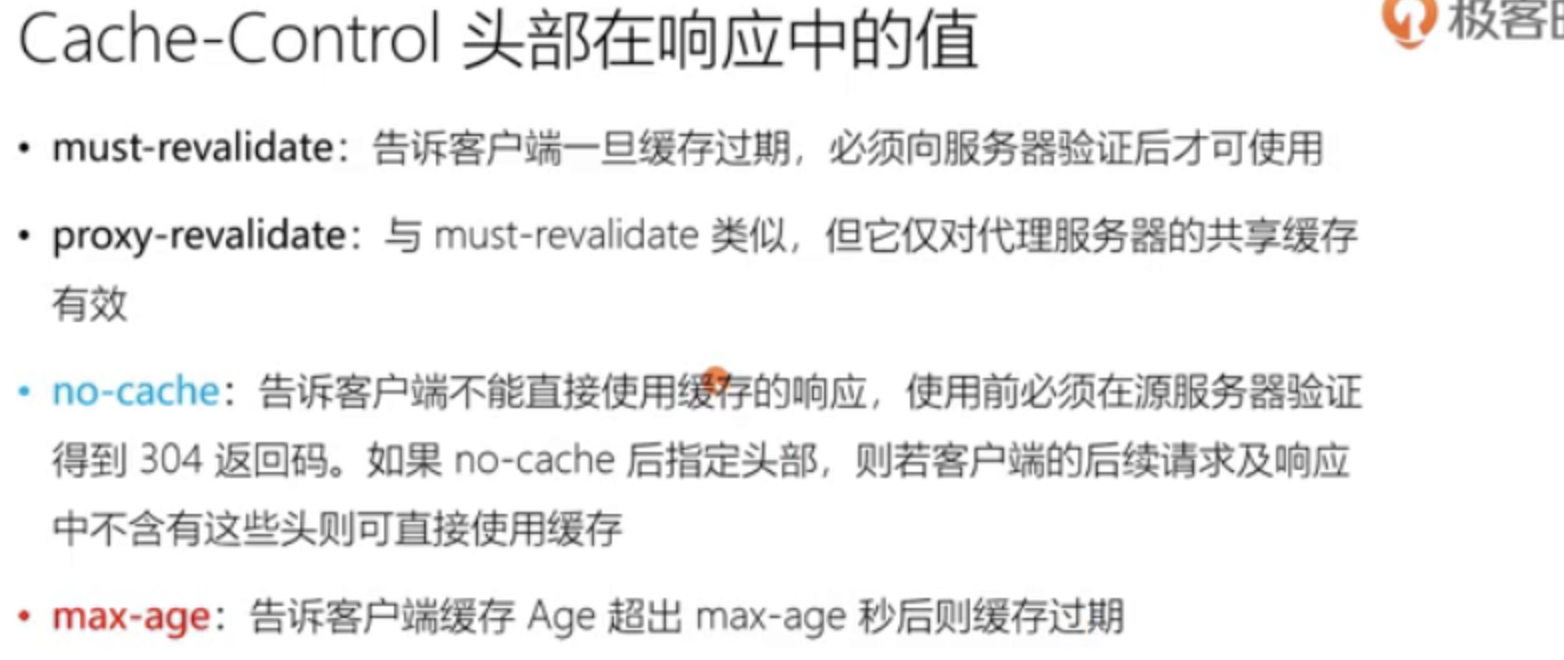 Cache-Control 头部在响应中的值
极客
• must-revalidate：告诉客户端一旦缓存过期，必须向服务器验证后才可使用
• proxy-revalidate：与 must-revalidate 类似，但它仅对代理服务器的共享缓存
有效
• no-cache：告诉客户端不能直接使用缓存的响应，使用前必须在源服务器验证
得到 304 返回码。如果 no-cache 后指定头部，则若客户端的后续请求及响应
中不含有这些头则可直接使用缓存
• max-age：告诉客户端缓存 Age 超出 max-age 秒后则缓存过期